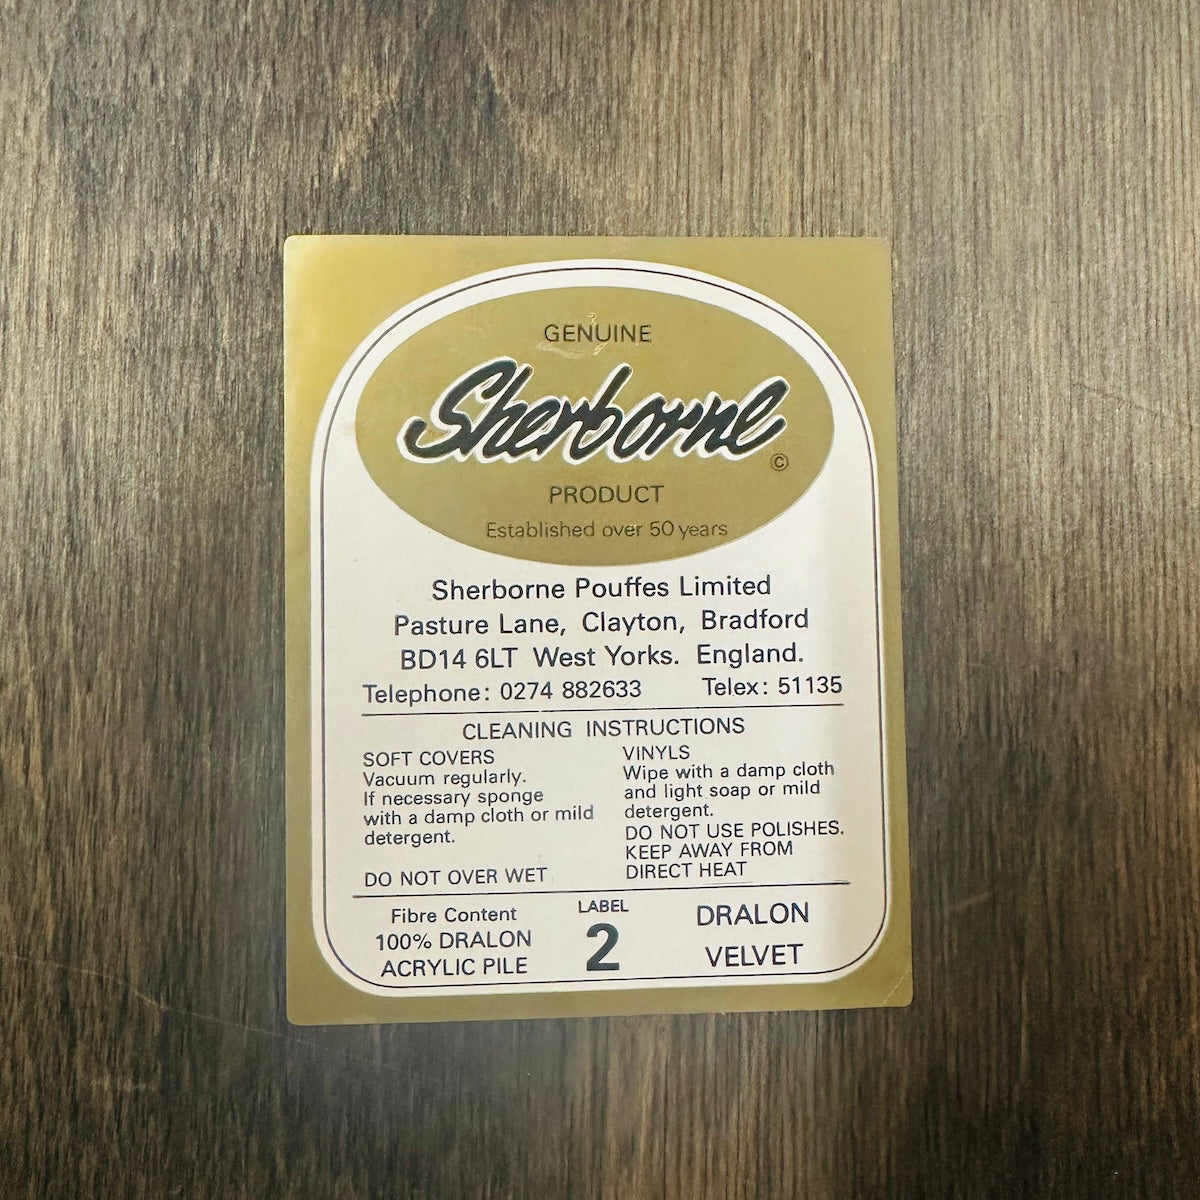 GENUINE
Sherborne
©
PRODUCT
Established over 50 years
Sherborne Pouffes Limited
Pasture Lane, Clayton, Bradford
BD14 6LT West Yorks. England.
Telephone: 0274 882633 Telex: 51135
CLEANING INSTRUCTIONS
SOFT COVERS
Vacuum regularly.
If necessary sponge
with a damp cloth or mild
detergent.
DO NOT OVER WET
VINYLS
Wipe with a damp cloth
and light soap or mild
detergent.
DO NOT USE POLISHES.
KEEP AWAY FROM
DIRECT HEAT
Fibre Content
100% DRALON
ACRYLIC PILE
LABEL
2
DRALON
VELVET